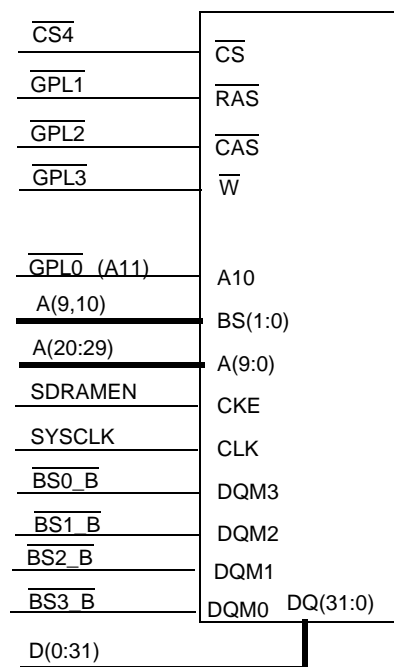 CS4
CS
GPL1
RAS
GPL2
CAS
GPL3
W
GPL0 (A11)
A10
A(9,10)
BS(1:0)
A(20:29)
A(9:0)
SDRAMEN
CKE
SYSCLK
CLK
BS0_B
DQM3
BS1_B
DQM2
BS2_B
DQM1
BS3_B
DQM0 DQ(31:0)
D(0:31)